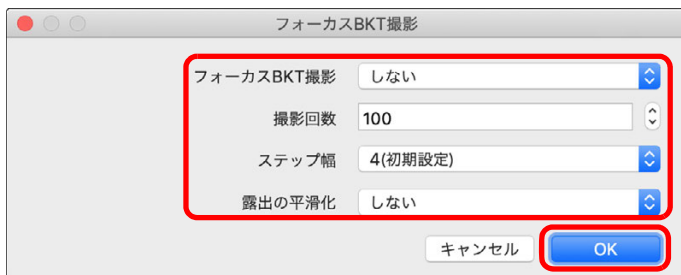 フォーカスBKT撮影
フォーカスBKT撮影 しない
撮影回数 100
ステップ幅 4(初期設定)
露出の平滑化 しない
キャンセル OK